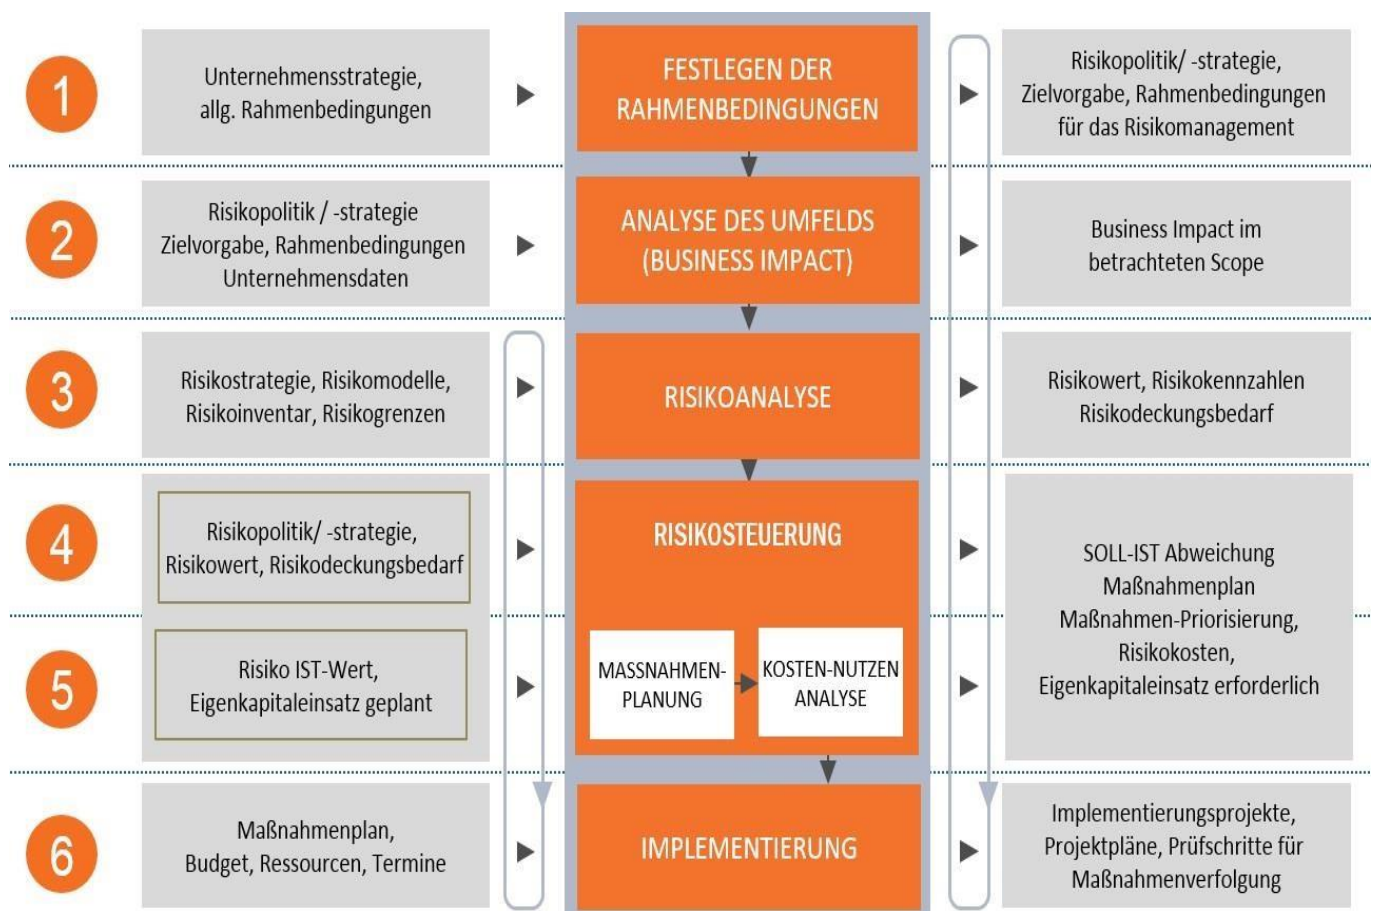 1
Unternehmensstrategie,
allg. Rahmenbedingungen
FESTLEGEN DER
RAHMENBEDINGUNGEN
Risikopolitik/ -strategie,
Zielvorgabe, Rahmenbedingungen
für das Risikomanagement
2
Risikopolitik / -strategie
Zielvorgabe, Rahmenbedingungen
Unternehmensdaten
ANALYSE DES UMFELDS
(BUSINESS IMPACT)
Business Impact im
betrachteten Scope
3
Risikostrategie, Risikomodelle,
Risikoinventar, Risikogrenzen
RISIKOANALYSE
Risikowert, Risikokennzahlen
Risikodeckungsbedarf
4
Risikopolitik/ -strategie,
Risikowert, Risikodeckungsbedarf
RISIKOSTEUERUNG
5
Risiko IST-Wert,
Eigenkapitaleinsatz geplant
MASSNAHMEN-
PLANUNG
KOSTEN-NUTZEN
ANALYSE
SOLL-IST Abweichung
Maßnahmenplan
Maßnahmen-Priorisierung,
Risikokosten,
Eigenkapitaleinsatz erforderlich
6
Maßnahmenplan,
Budget, Ressourcen, Termine
IMPLEMENTIERUNG
Implementierungsprojekte,
Projektpläne, Prüfschritte für
Maßnahmenverfolgung